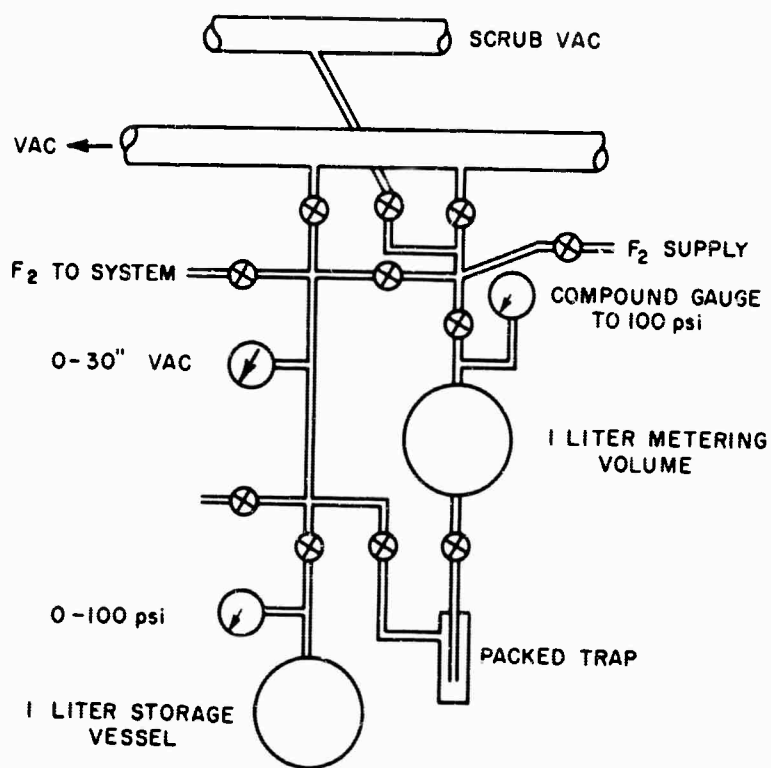 SCRUB VAC
VAC
F₂ TO SYSTEM
F₂ SUPPLY
COMPOUND GAUGE
TO 100 psi
0-30" VAC
1 LITER METERING
VOLUME
0-100 psi
PACKED TRAP
1 LITER STORAGE
VESSEL